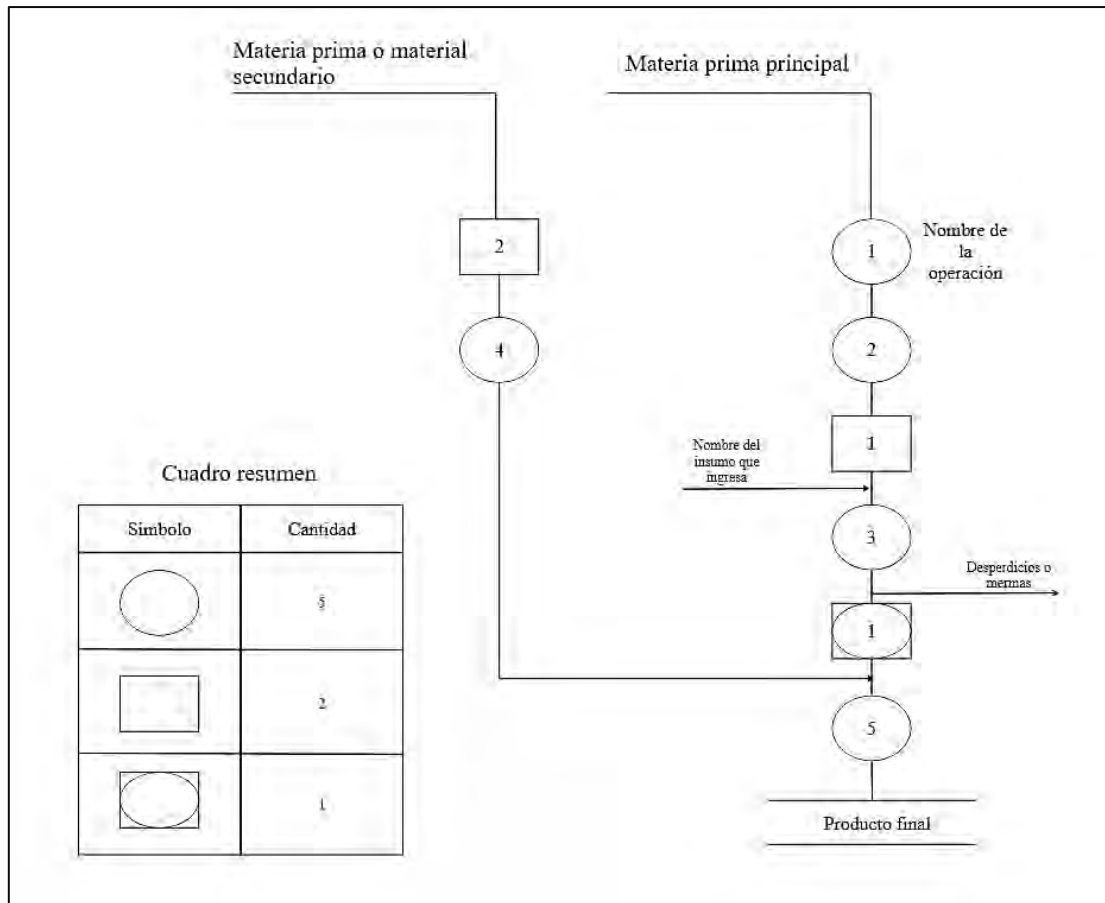 Materia prima o material
secundario
Materia prima principal
2
4
1
Nombre de
la
operación
2
1
Nombre del
insumo que
ingresa
3
Desperdicios o
mermas
1
5
Producto final
Cuadro resumen
Simbolo
Cantidad
5
2
1